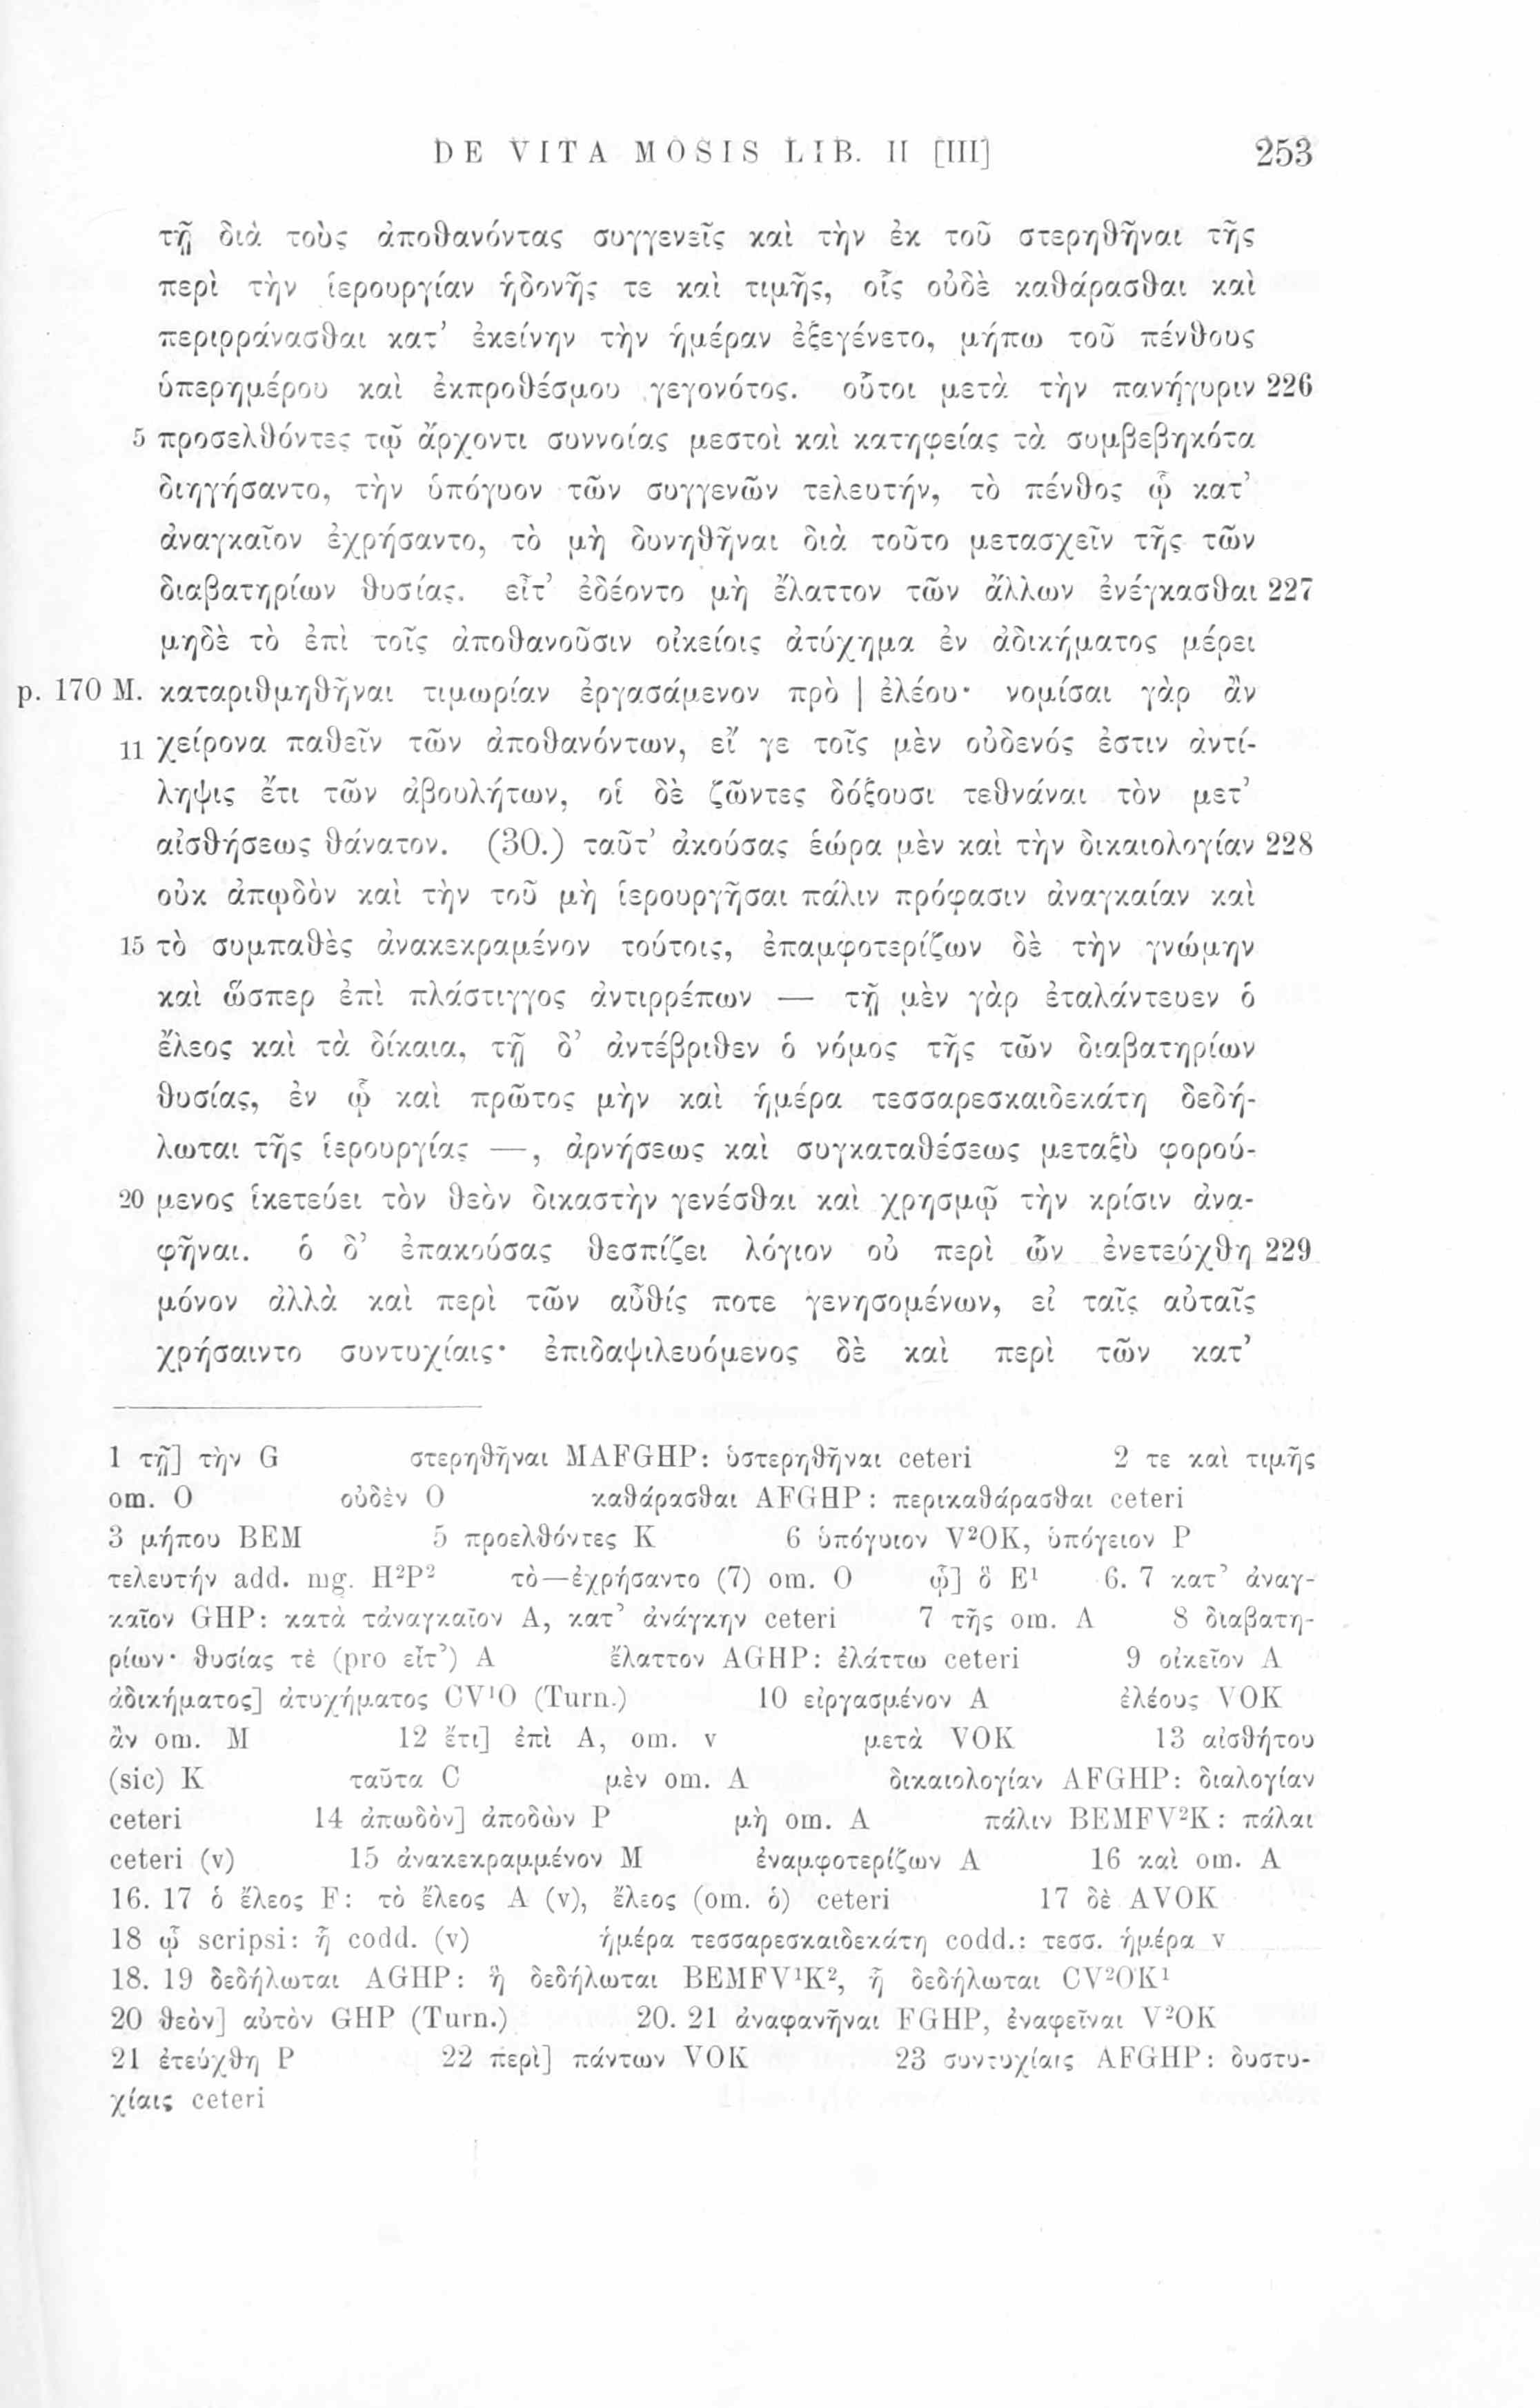 DE VITA MOSIS LIB. II [III] 253
τῇ διὰ τοὺς ἀποθανόντας συγγενεῖς καὶ τὴν ἐκ τοῦ στερηθῆναι τῆς
περὶ τὴν ἱερουργίαν ἡδονῆς τε καὶ τιμῆς, οἷς οὐδὲ καθάρασθαι καὶ
περιρράνασθαι κατ’ ἐκείνην τὴν ἡμέραν ἐξεγένετο, μήπω τοῦ πένθους
ὑπερημέρου καὶ ἐκπροθέσμου γεγονότος. οὗτοι μετὰ τὴν πανήγυριν 226
5 προσελθόντες τῷ ἄρχοντι συννοίας μεστοὶ καὶ κατηφείας τὰ συμβεβηκότα
διηγήσαντο, τὴν ὑπόγυον τῶν συγγενῶν τελευτήν, τὸ πένθος ᾧ κατ’
ἀναγκαῖον ἐχρήσαντο, τὸ μὴ δυνηθῆναι διὰ τοῦτο μετασχεῖν τῆς τῶν
διαβατηρίων θυσίας. εἶτ’ ἐδέοντο μὴ ἔλαττον τῶν ἄλλων ἐνέγκασθαι 227
μηδὲ τὸ ἐπὶ τοῖς ἀποθανοῦσιν οἰκείοις ἀτύχημα ἐν ἀδικήματος μέρει
p. 170 M. καταριθμηθῆναι τιμωρίαν ἐργασάμενον πρὸ | ἐλέου· νομίσαι γὰρ ἂν
11 χείρονα παθεῖν τῶν ἀποθανόντων, εἴ γε τοῖς μὲν οὐδενός ἐστιν ἀντί-
ληψις ἔτι τῶν ἀβουλήτων, οἱ δὲ ζῶντες δόξουσι τεθνάναι τὸν μετ’
αἰσθήσεως θάνατον. (30.) ταῦτ’ ἀκούσας ἑώρα μὲν καὶ τὴν δικαιολογίαν 228
οὐκ ἀπῳδὸν καὶ τὴν τοῦ μὴ ἱερουργῆσαι πάλιν πρόφασιν ἀναγκαίαν καὶ
15 τὸ συμπαθὲς ἀνακεκραμένον τούτοις, ἐπαμφοτερίζων δὲ τὴν γνώμην
καὶ ὥσπερ ἐπὶ πλάστιγγος ἀντιρρέπων — τῇ μὲν γὰρ ἐταλάντευεν ὁ
ἔλεος καὶ τὰ δίκαια, τῇ δ’ ἀντέβριθεν ὁ νόμος τῆς τῶν διαβατηρίων
θυσίας, ἐν ᾧ καὶ πρῶτος μὴν καὶ ἡμέρα τεσσαρεσκαιδεκάτη δεδή-
λωται τῆς ἱερουργίας —, ἀρνήσεως καὶ συγκαταθέσεως μεταξὺ φορού-
20 μενος ἱκετεύει τὸν θεὸν δικαστὴν γενέσθαι καὶ χρησμῷ τὴν κρίσιν ἀνα-
φῆναι. ὁ δ’ ἐπακούσας θεσπίζει λόγιον οὐ περὶ ὧν ἐνετεύχθη 229
μόνον ἀλλὰ καὶ περὶ τῶν αὖθίς ποτε γενησομένων, εἰ ταῖς αὐταῖς
χρήσαιντο συντυχίαις· ἐπιδαψιλευόμενος δὲ καὶ περὶ τῶν κατ’
1 τῇ] τὴν G στερηθῆναι MAFGHP: ὑστερηθῆναι ceteri 2 τε καὶ τιμῆς
om. O οὐδὲν O καθάρασθαι AFGHP: περικαθάρασθαι ceteri
3 μήπου BEM 5 προελθόντες K 6 ὑπόγυιον V²OK, ὑπόγειον P
τελευτήν add. mg. H²P² τὸ—ἐχρήσαντο (7) om. O ᾧ] ὃ E¹ 6. 7 κατ’ ἀναγ-
καῖον GHP: κατὰ τἀναγκαῖον A, κατ’ ἀνάγκην ceteri 7 τῆς om. A 8 διαβατη-
ρίων· θυσίας τὲ (pro εἶτ’) A ἔλαττον AGHP: ἐλάττω ceteri 9 οἰκεῖον A
ἀδικήματος] ἀτυχήματος CV¹O (Turn.) 10 εἰργασμένον A ἐλέους VOK
ἂν om. M 12 ἔτι] ἐπὶ A, om. v μετὰ VOK 13 αἰσθήτου
(sic) K ταῦτα C μὲν om. A δικαιολογίαν AFGHP: διαλογίαν
ceteri 14 ἀπωδὸν] ἀποδὼν P μὴ om. A πάλιν BEMFV²K: πάλαι
ceteri (v) 15 ἀνακεκραμμένον M ἐναμφοτερίζων A 16 καὶ om. A
16. 17 ὁ ἔλεος F: τὸ ἔλεος A (v), ἔλεος (om. ὁ) ceteri 17 δὲ AVOK
18 ᾧ scripsi: ᾗ codd. (v) ἡμέρα τεσσαρεσκαιδεκάτη codd.: τεσσ. ἡμέρα v
18. 19 δεδήλωται AGHP: ἢ δεδήλωται BEMFV¹K², ᾗ δεδήλωται CV²OK¹
20 θεὸν] αὐτὸν GHP (Turn.) 20. 21 ἀναφανῆναι FGHP, ἐναφεῖναι V²OK
21 ἐτεύχθη P 22 περὶ] πάντων VOK 23 συντυχίαις AFGHP: δυστυ-
χίαις ceteri